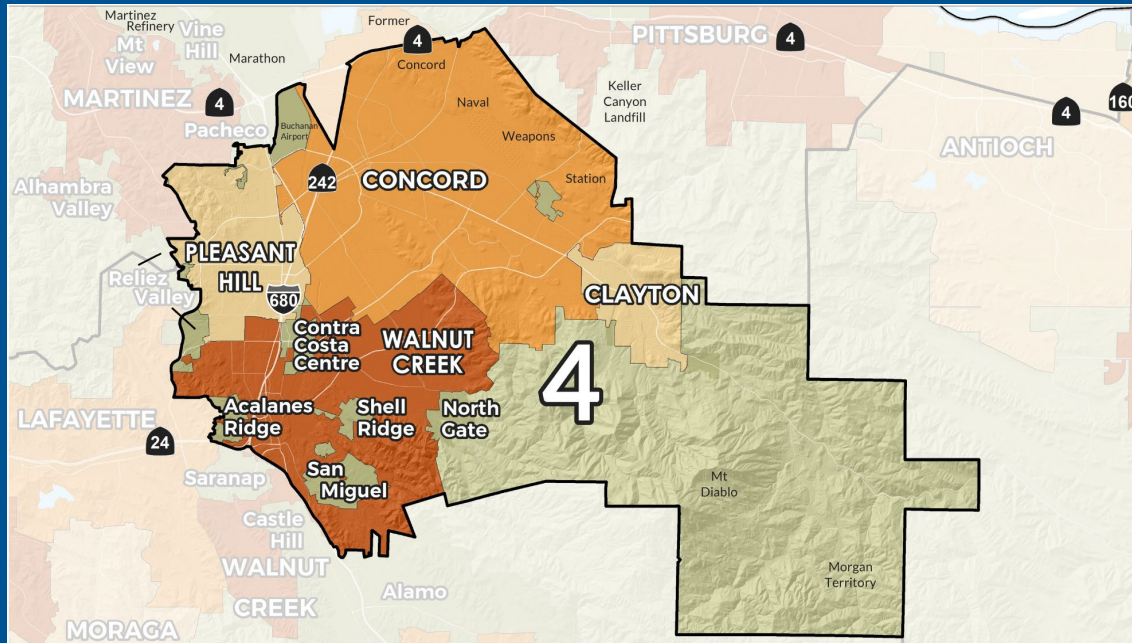 Martinez
Refinery
Vine
Hill
Mt
View
Former
4
PITTSBURG
4
Marathon
Concord
Keller
Canyon
Landfill
MARTINEZ
4
Naval
4
160
Pacheco
Buchanan
Airport
Weapons
ANTIOCH
242
CONCORD
Station
Alhambra
Valley
PLEASANT
HILL
Reliez
Valley
680
CLAYTON
Contra
Costa
Centre
WALNUT
CREEK
4
Acalanes
Ridge
Shell
Ridge
North
Gate
LAFAYETTE
24
Saranap
San
Miguel
Mt
Diablo
Castle
Hill
WALNUT
CREEK
Alamo
Morgan
Territory
MORAGA